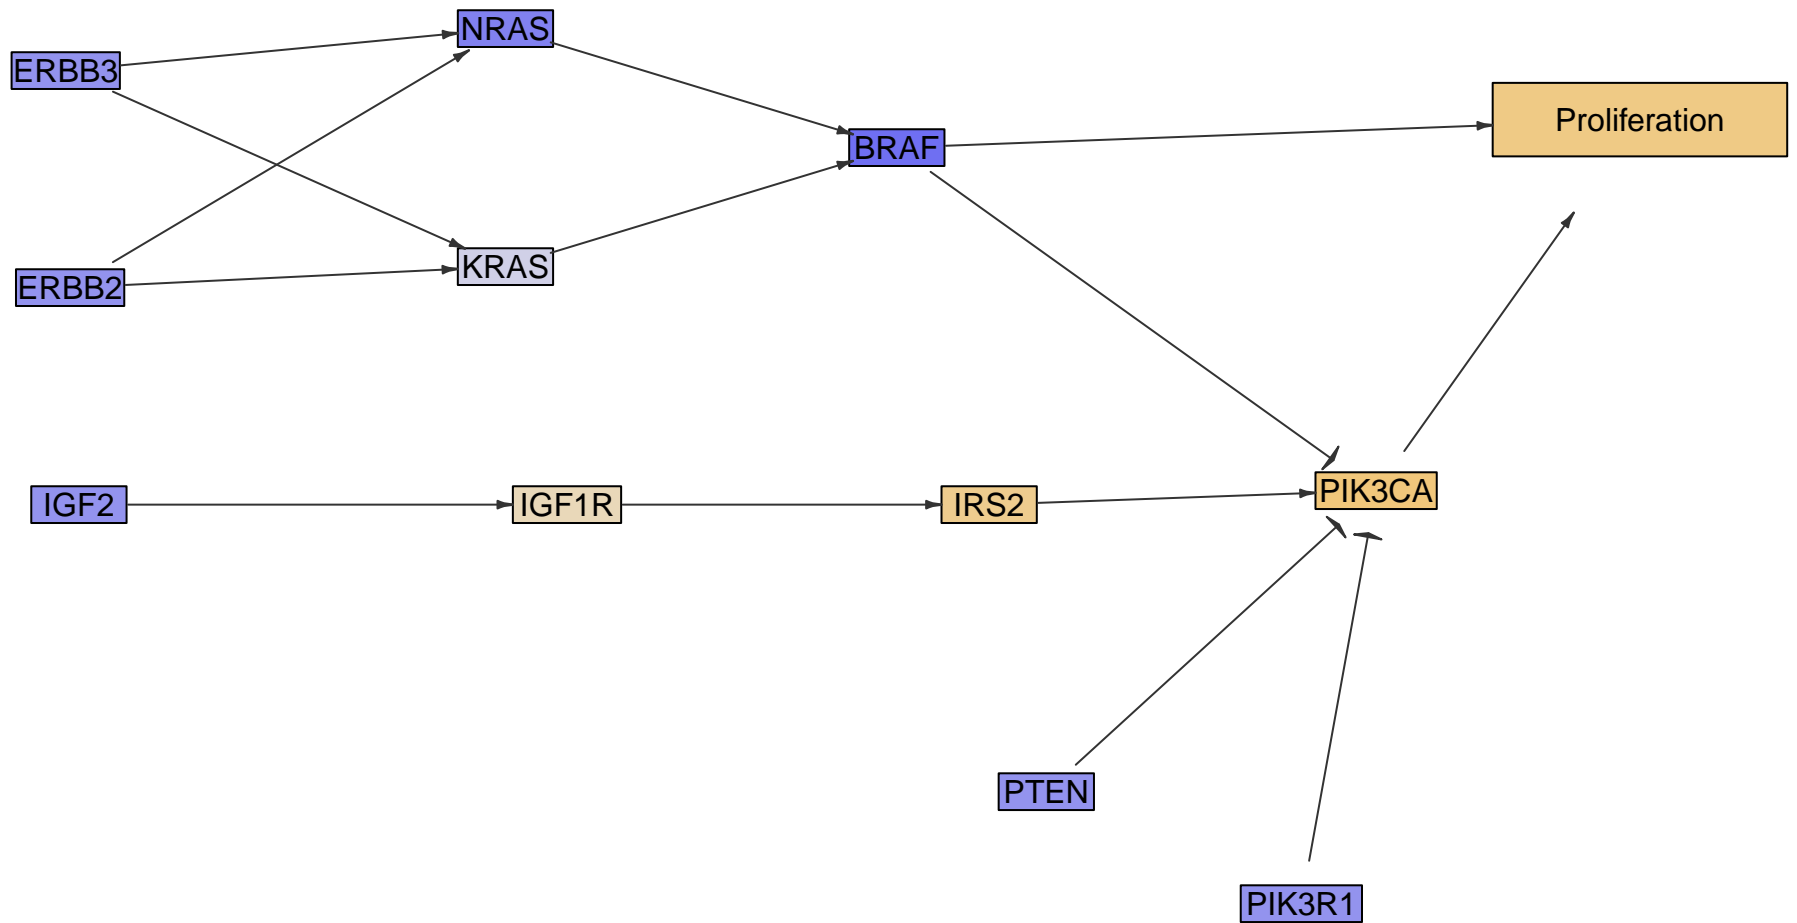 NRAS
ERBB3
Proliferation
BRAF
KRAS
ERBB2
IGF2
IGF1R
IRS2
PIK3CA
PTEN
PIK3R1